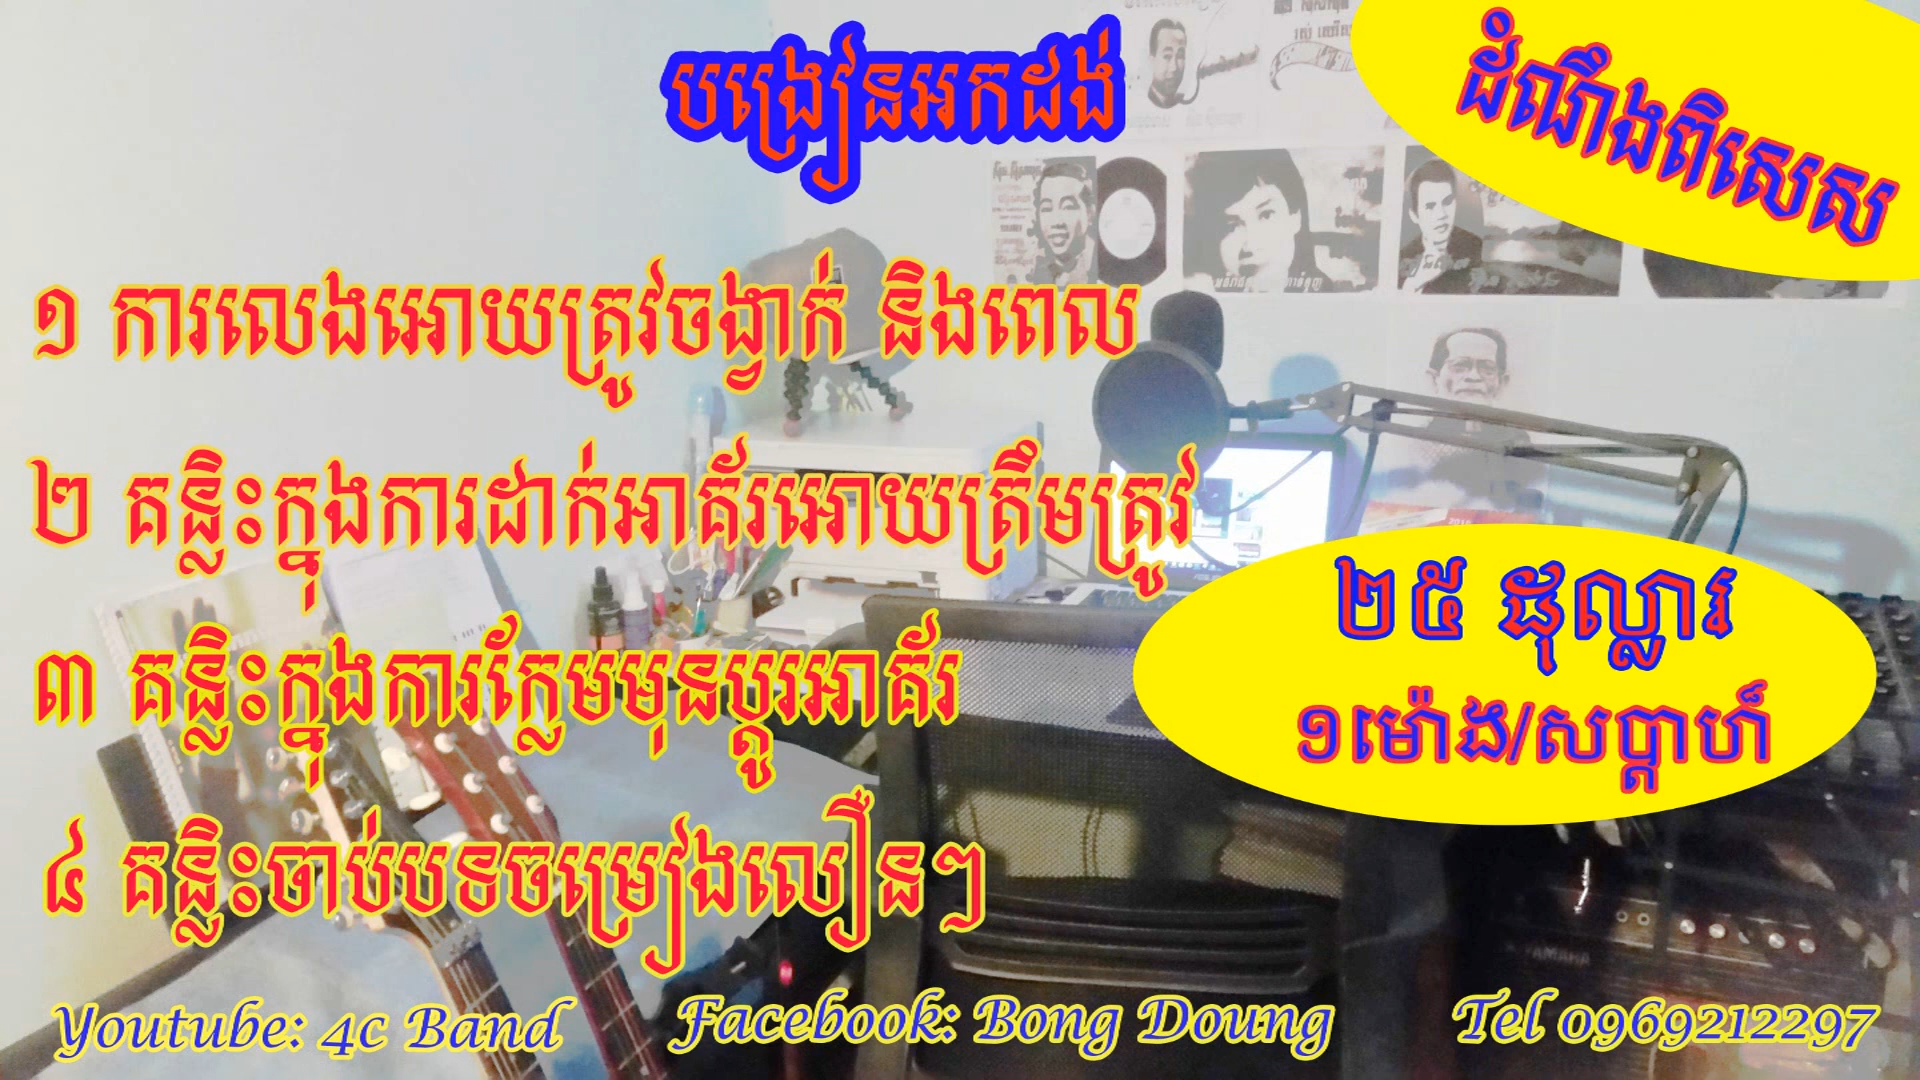 បង្រៀនអកដង់
ដំណឹងពិសេស
១ ការលេងអោយត្រូវចង្វាក់ និងពេល
២ គន្លិះក្នុងការដាក់អាគ័រអោយត្រឹមត្រូវ
៣ គន្លិះក្នុងការក្លែមមុនប្តូរអាគ័រ
៤ គន្លិះចាប់បទចម្រៀងលឿនៗ
២៥ ដុល្លារ
១ម៉ោង/សប្តាហ៍
Youtube: 4c Band
Facebook: Bong Doung
Tel 0969212297
YAMAHA